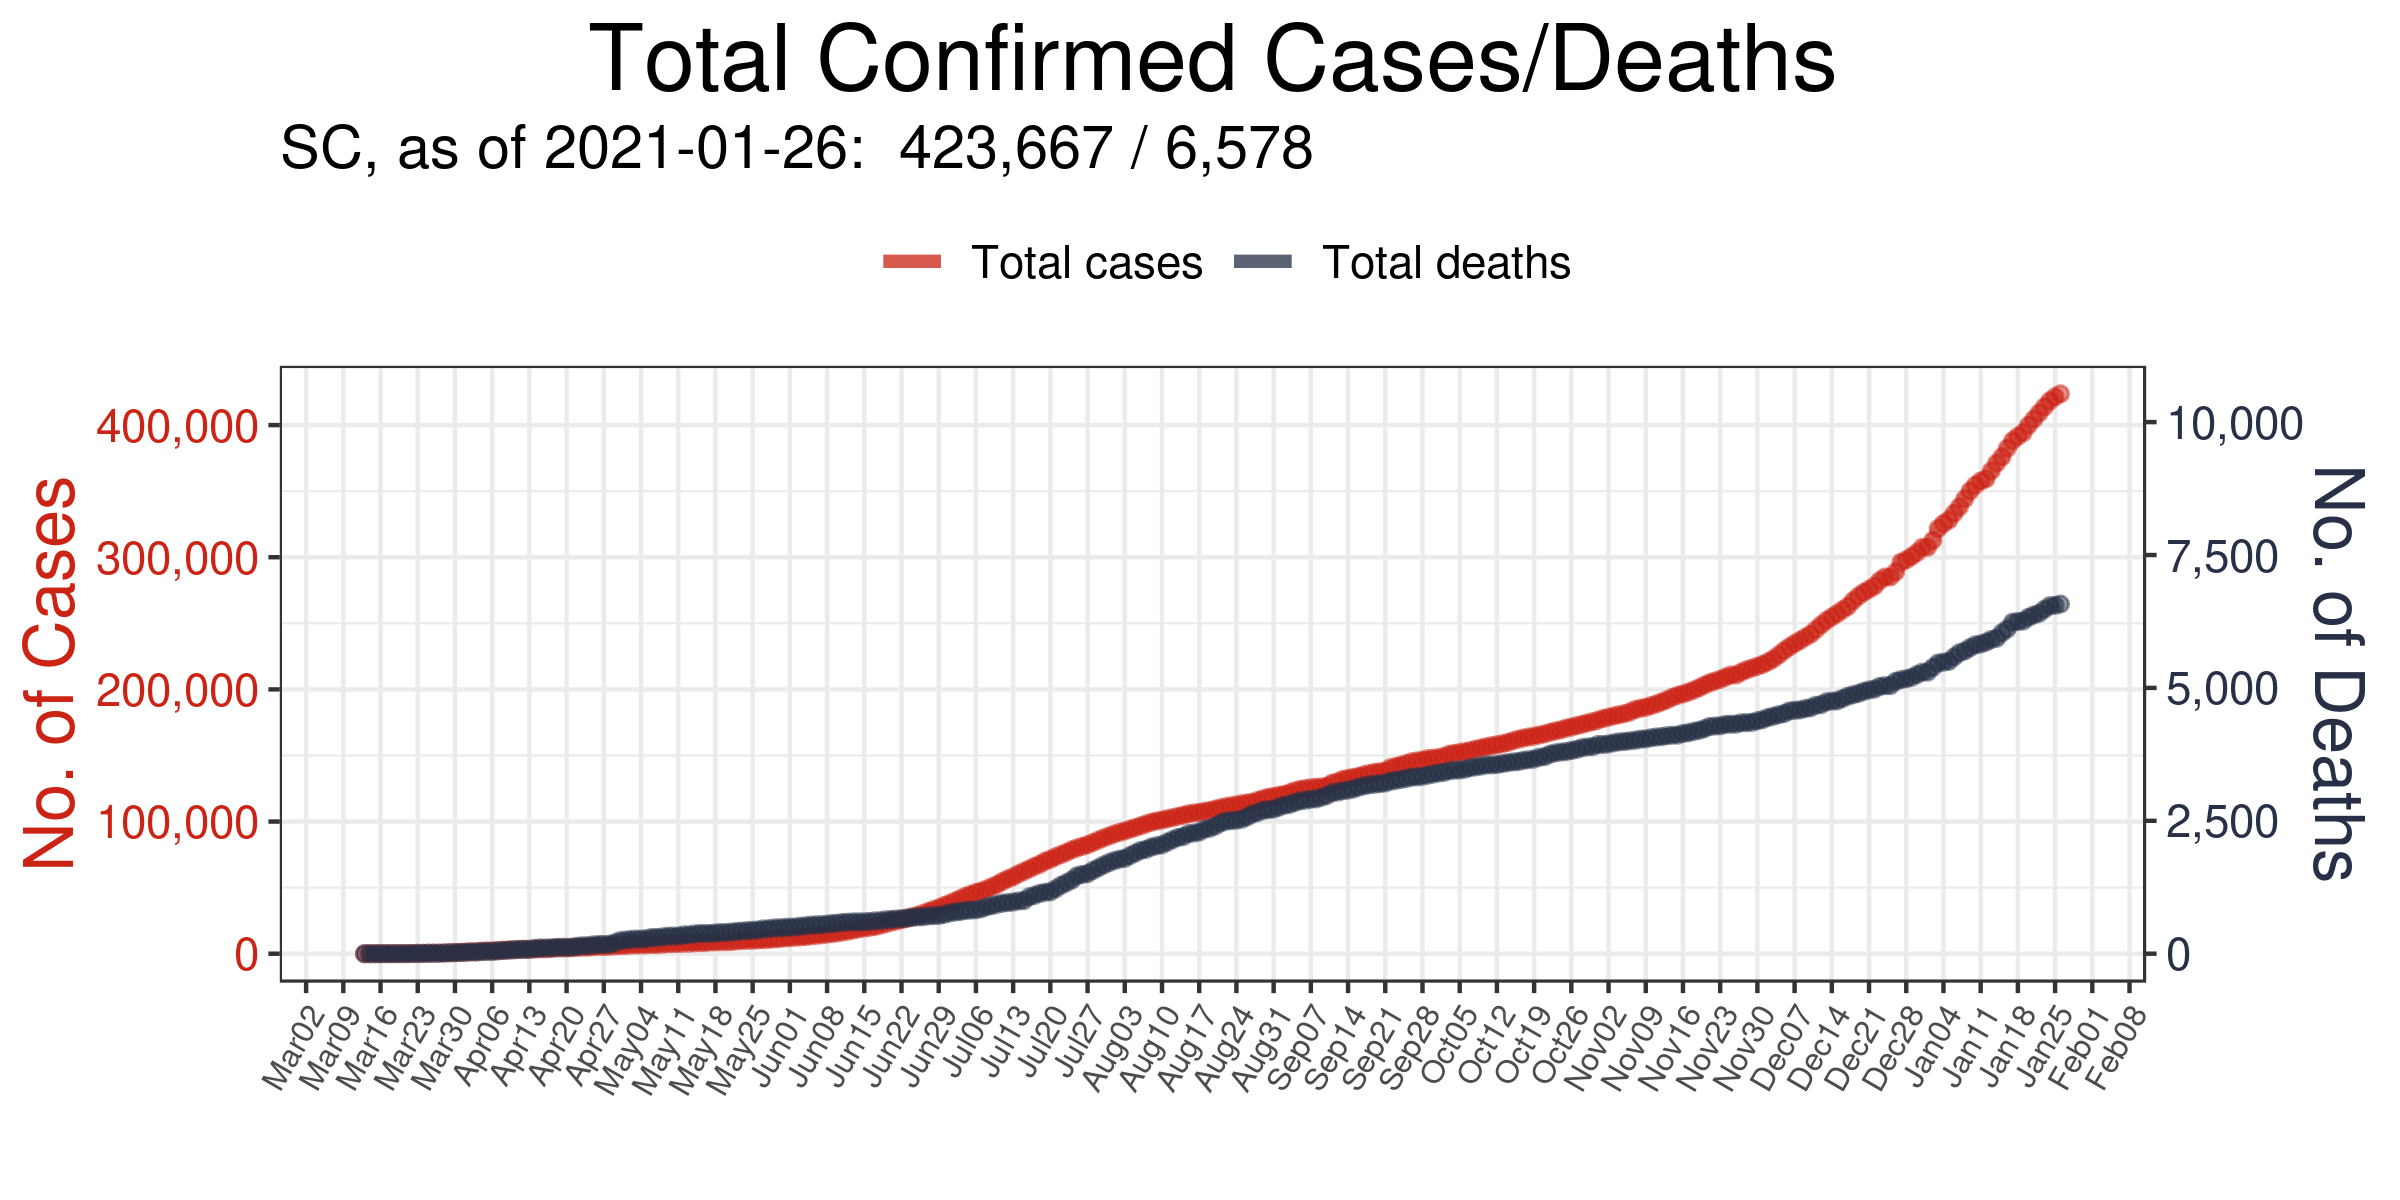 Total Confirmed Cases/Deaths
SC, as of 2021-01-26:  423,667 / 6,578
Total cases
Total deaths
No. of Cases
400,000
300,000
200,000
100,000
0
10,000
7,500
5,000
2,500
0
No. of Deaths
Mar02
Mar09
Mar16
Mar23
Mar30
Apr06
Apr13
Apr20
Apr27
May04
May11
May18
May25
Jun01
Jun08
Jun15
Jun22
Jun29
Jul06
Jul13
Jul20
Jul27
Aug03
Aug10
Aug17
Aug24
Aug31
Sep07
Sep14
Sep21
Sep28
Oct05
Oct12
Oct19
Oct26
Nov02
Nov09
Nov16
Nov23
Nov30
Dec07
Dec14
Dec21
Dec28
Jan04
Jan11
Jan18
Jan25
Feb01
Feb08